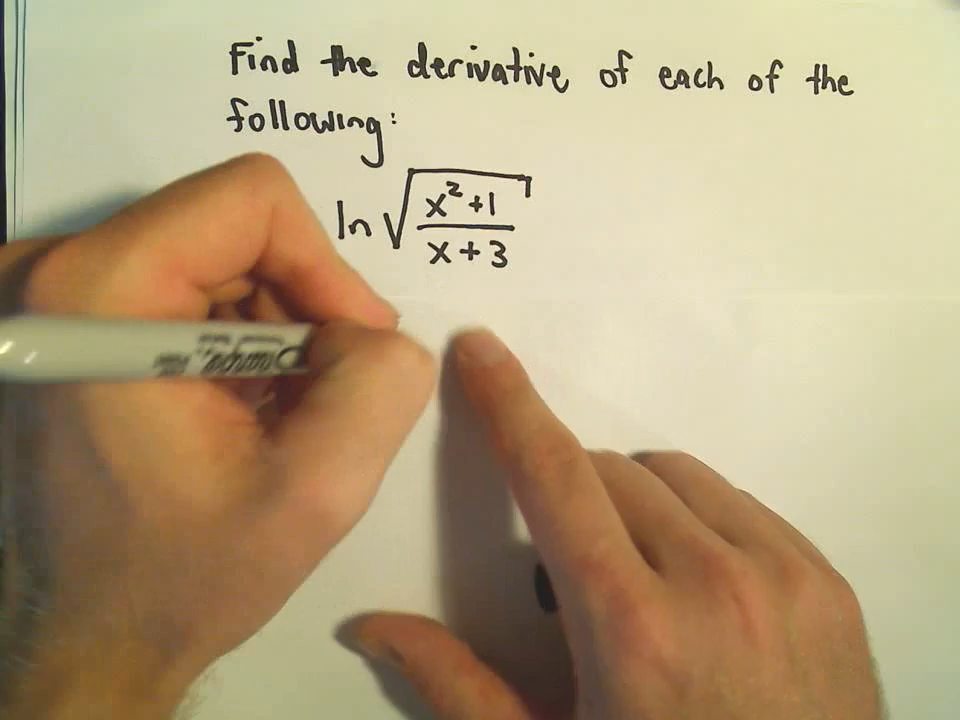 Find the derivative of each of the
following:
ln √((x²+1)/(x+3))